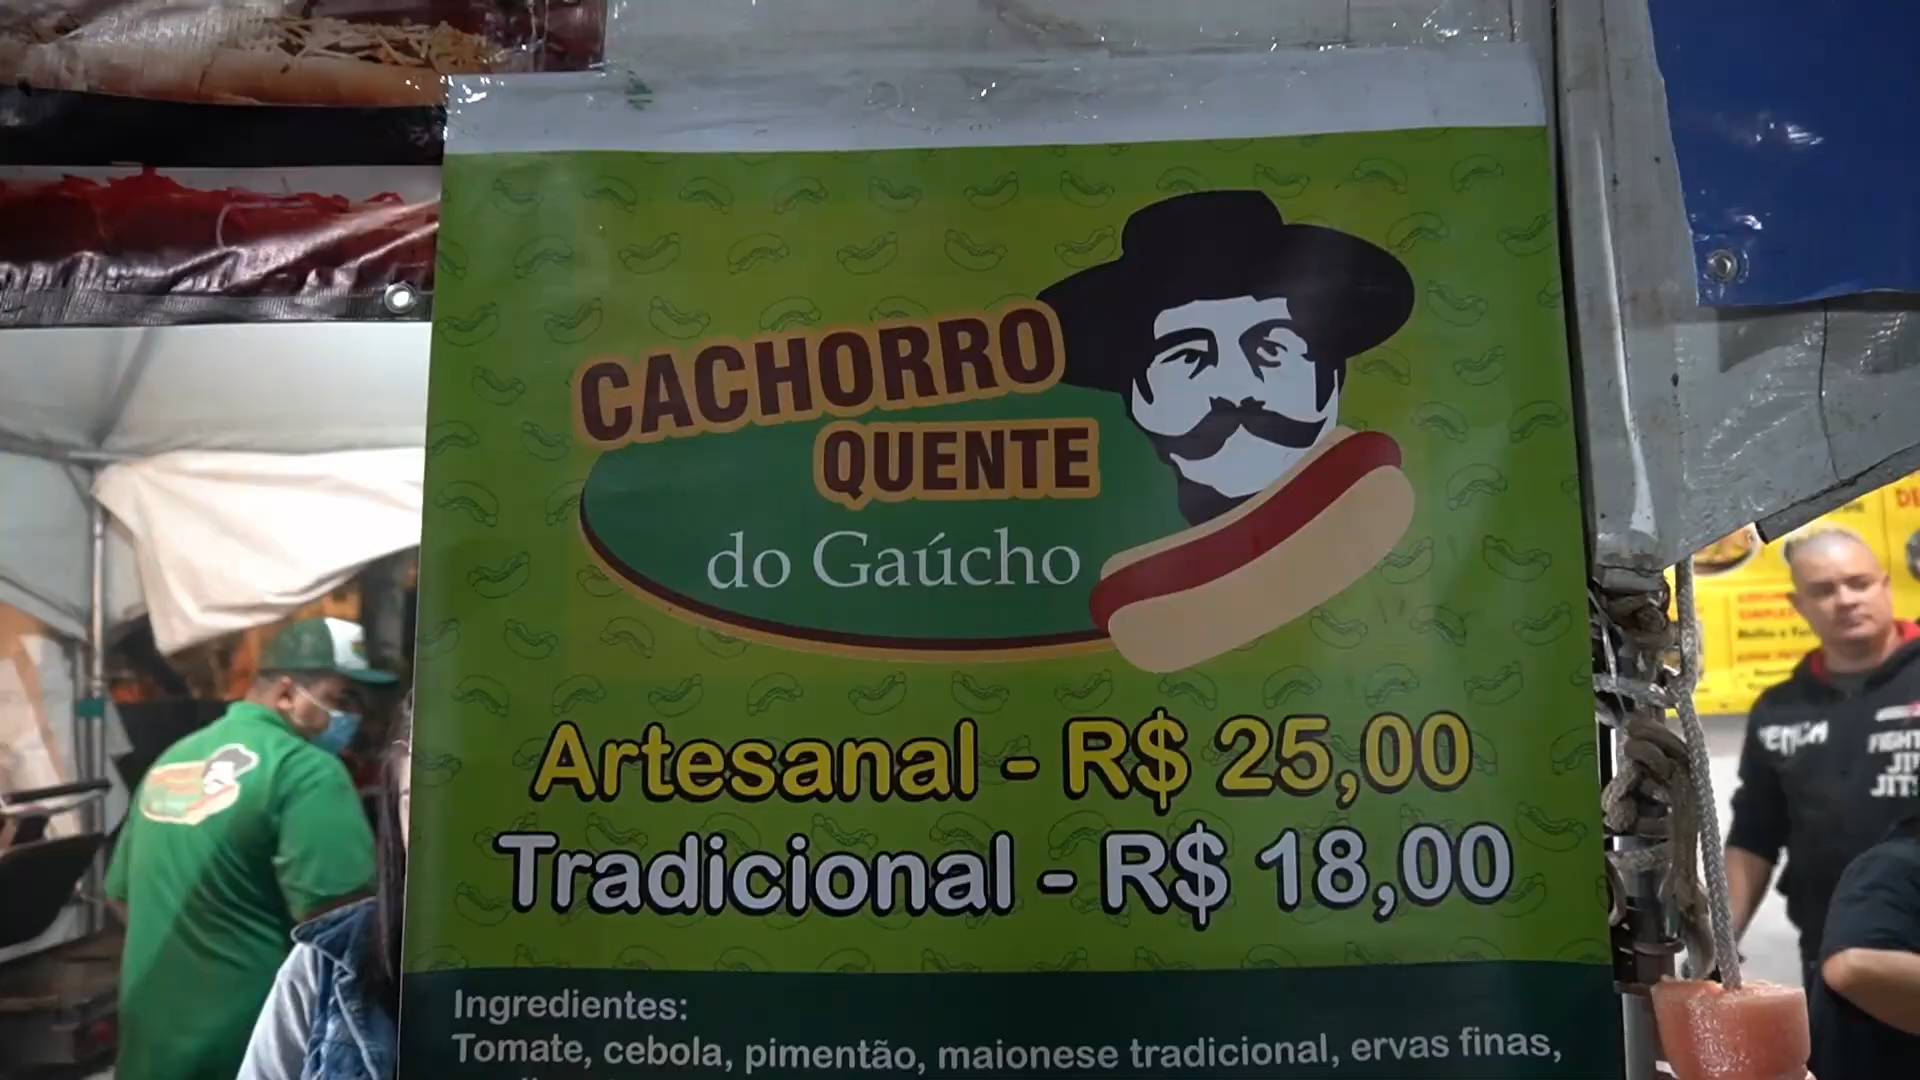 CACHORRO
QUENTE
do Gaúcho
Artesanal - R$ 25,00
Tradicional - R$ 18,00
Ingredientes:
Tomate, cebola, pimentão, maionese tradicional, ervas finas,